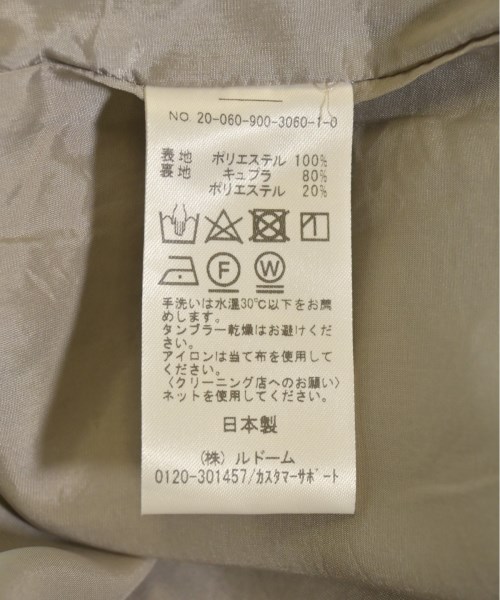 NO. 20-060-900-3060-1-0
表地 ポリエステル 100%
裏地 キュプラ 80%
ポリエステル 20%
F W
手洗いは水温30℃以下をお薦
めします。
タンブラー乾燥はお避けくだ
さい。
アイロンは当て布を使用して
ください。
〈クリーニング店へのお願い〉
ネットを使用してください。
日本製
(株) ルドーム
0120-301457/カスタマーサポート